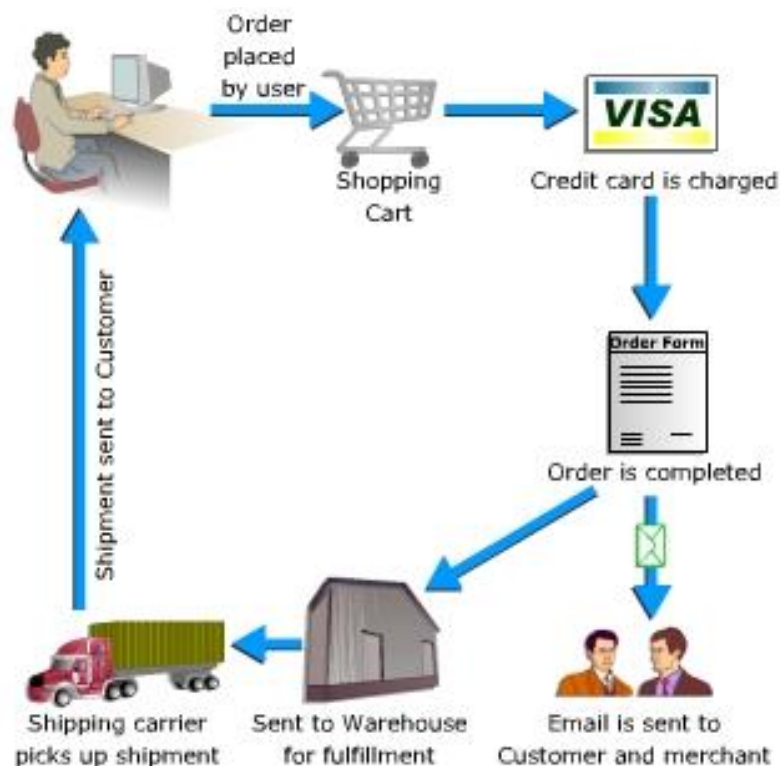 Order
placed
by user
Shopping
Cart
VISA
Credit card is charged
Order Form
Order is completed
Shipment sent to Customer
Shipping carrier
picks up shipment
Sent to Warehouse
for fulfillment
Email is sent to
Customer and merchant